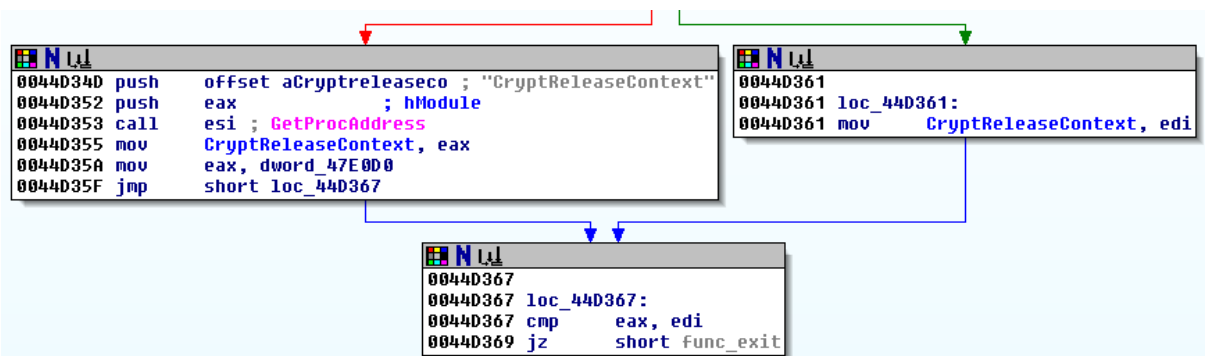 0044D34D push offset aCryptreleaseco ; "CryptReleaseContext"
0044D352 push eax ; hModule
0044D353 call esi ; GetProcAddress
0044D355 mov CryptReleaseContext, eax
0044D35A mov eax, dword_47E0D0
0044D35F jmp short loc_44D367
0044D361
0044D361 loc_44D361:
0044D361 mov CryptReleaseContext, edi
0044D367
0044D367 loc_44D367:
0044D367 cmp eax, edi
0044D369 jz short func_exit